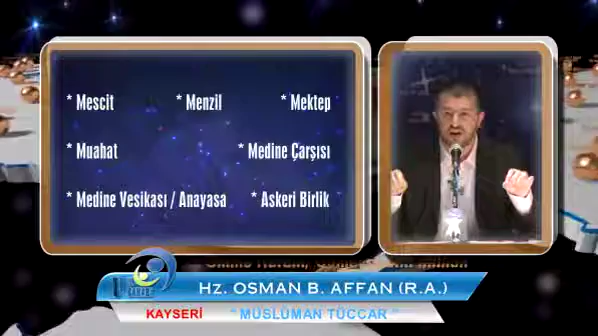 * Mescit * Menzil * Mektep
* Muahat * Medine Çarşısı
* Medine Vesikası / Anayasa * Askeri Birlik
Hz. OSMAN B. AFFAN (R.A.)
KAYSERİ " MÜSLÜMAN TÜCCAR "